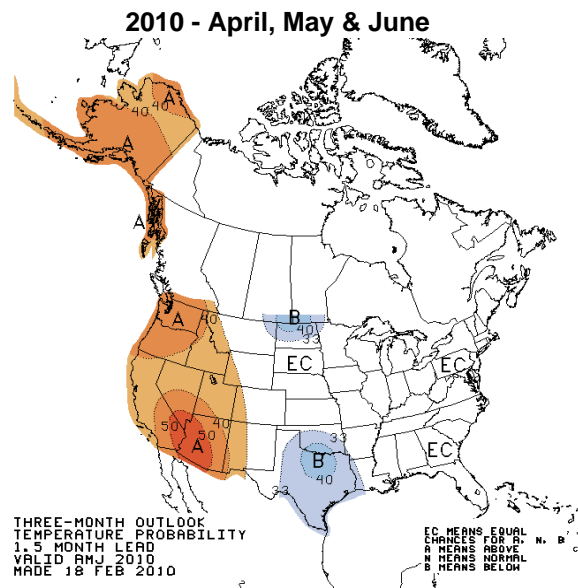 2010 - April, May & June
A
40
40
A
A
A
B
40
33
A
EC
EC
40
50
50
A
33
B
40
EC
33
THREE-MONTH OUTLOOK
TEMPERATURE PROBABILITY
1.5 MONTH LEAD
VALID AMJ 2010
MADE 18 FEB 2010
EC MEANS EQUAL
CHANCES FOR A, N, B
A MEANS ABOVE
N MEANS NORMAL
B MEANS BELOW